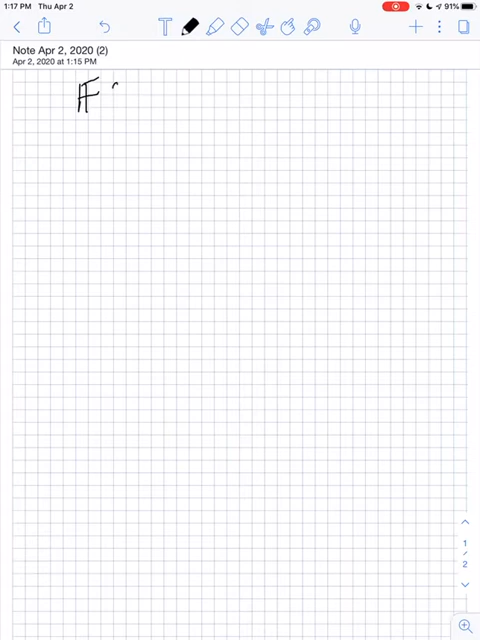 1:17 PM Thu Apr 2 91%
T
Note Apr 2, 2020 (2)
Apr 2, 2020 at 1:15 PM
𝔽
1
2